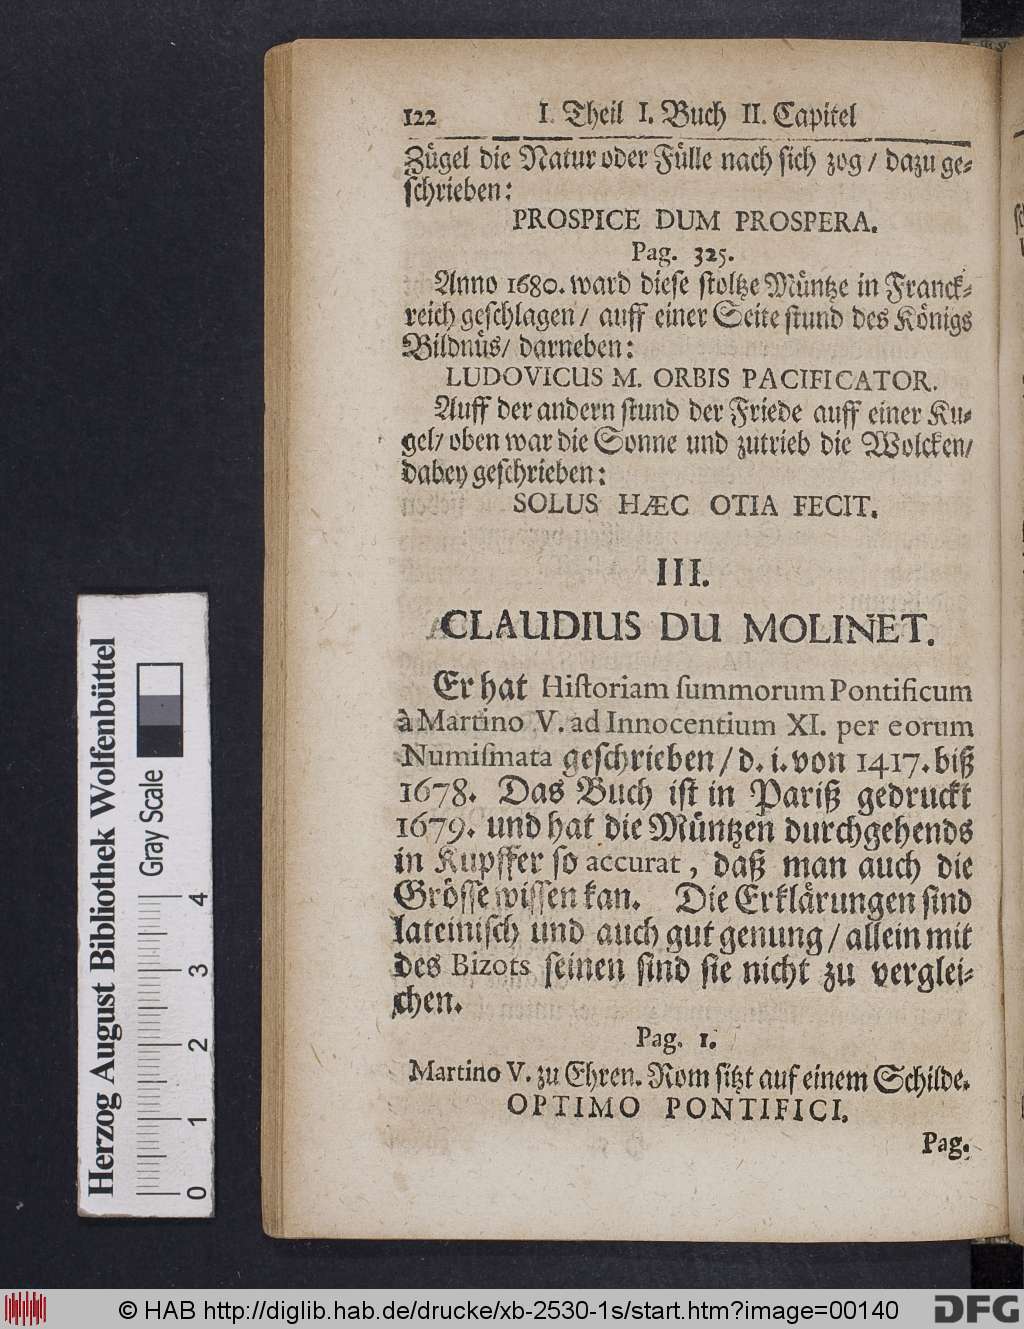 122 I. Theil I. Buch II. Capitel
Zügel die Natur oder Fülle nach sich zog / dazu ge-
schrieben:
PROSPICE DUM PROSPERA.
Pag. 325.
Anno 1680. ward diese stoltze Müntze in Franck-
reich geschlagen / auff einer Seite stund des Königs
Bildnüs / darneben:
LUDOVICUS M. ORBIS PACIFICATOR.
Auff der andern stund der Friede auff einer Ku-
gel / oben war die Sonne und zutrieb die Wolcken /
dabey geschrieben:
SOLUS HÆC OTIA FECIT.
III.
CLAUDIUS DU MOLINET.
Er hat Historiam summorum Pontificum
à Martino V. ad Innocentium XI. per eorum
Numismata geschrieben / d. i. von 1417. biß
1678. Das Buch ist in Pariß gedruckt
1679. und hat die Müntzen durchgehends
in Kupffer so accurat, daß man auch die
Grösse wissen kan. Die Erklärungen sind
lateinisch und auch gut genung / allein mit
des Bizots seinen sind sie nicht zu verglei-
chen.
Pag. 1.
Martino V. zu Ehren. Rom sitzt auf einem Schilde.
OPTIMO PONTIFICI.
Pag.
Herzog August Bibliothek Wolfenbüttel
Gray Scale
0 1 2 3 4
© HAB http://diglib.hab.de/drucke/xb-2530-1s/start.htm?image=00140
DFG